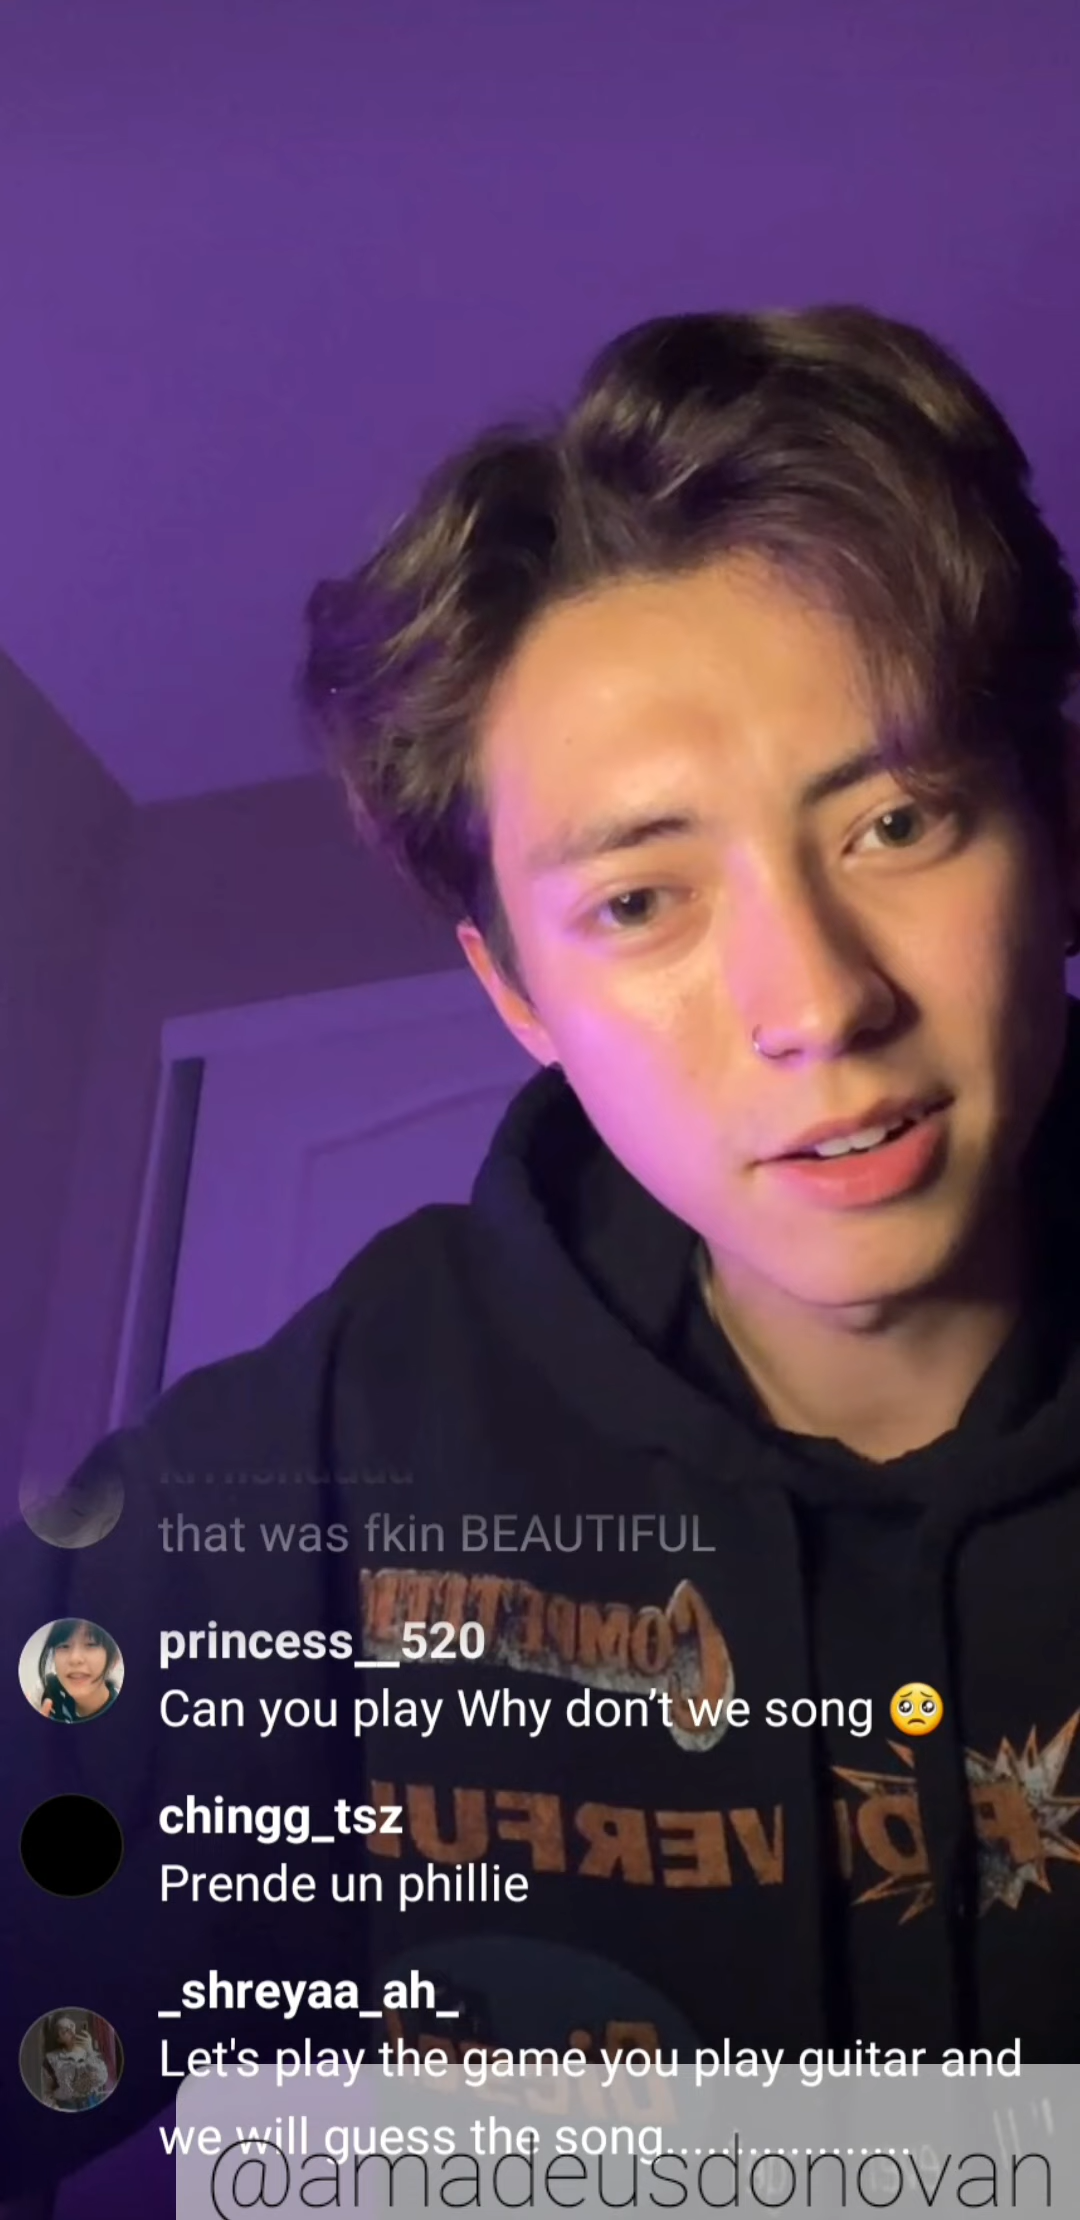 that was fkin BEAUTIFUL
princess__520
Can you play Why don’t we song 🥺
chingg_tsz
Prende un phillie
_shreyaa_ah_
Let's play the game you play guitar and
we will guess the song..................
@amadeusdonovan